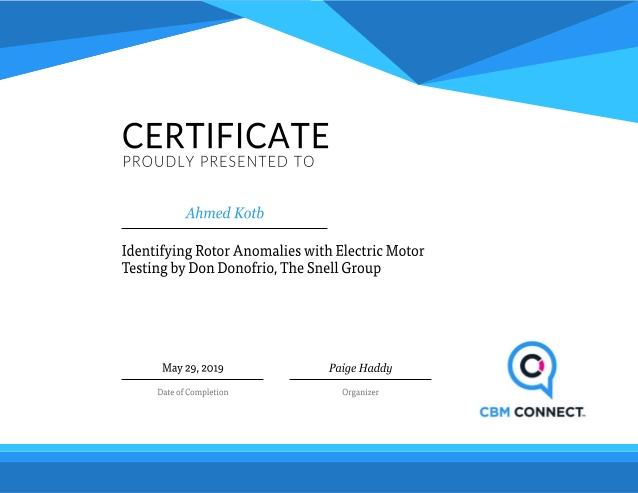 CERTIFICATE
PROUDLY PRESENTED TO
Ahmed Kotb
Identifying Rotor Anomalies with Electric Motor
Testing by Don Donofrio, The Snell Group
May 29, 2019
Paige Haddy
Date of Completion
Organizer
CBM CONNECT™